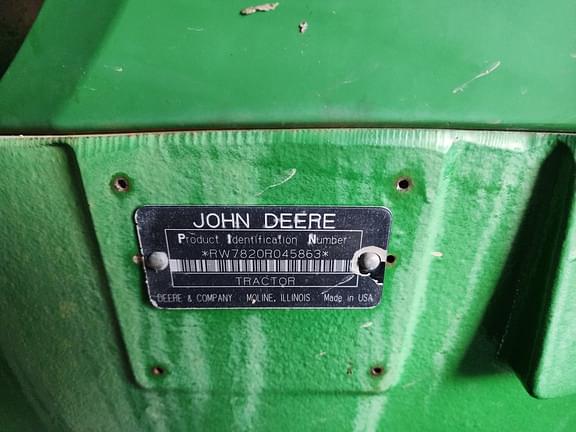 JOHN DEERE
Product Identification Number
*RW7820R045863*
TRACTOR
DEERE & COMPANY MOLINE, ILLINOIS Made in USA